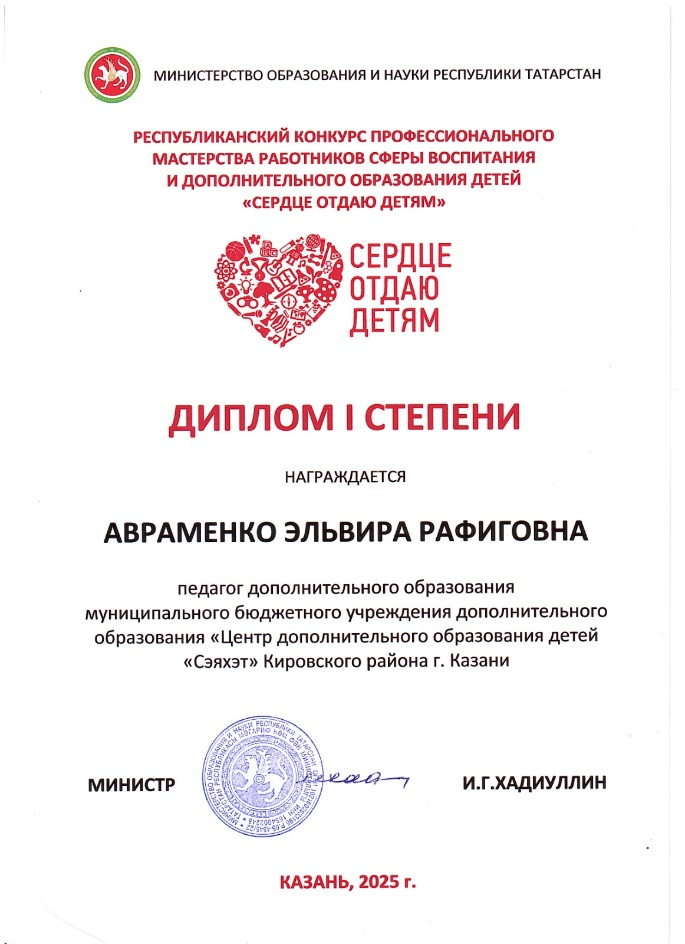 МИНИСТЕРСТВО ОБРАЗОВАНИЯ И НАУКИ РЕСПУБЛИКИ ТАТАРСТАН
РЕСПУБЛИКАНСКИЙ КОНКУРС ПРОФЕССИОНАЛЬНОГО
МАСТЕРСТВА РАБОТНИКОВ СФЕРЫ ВОСПИТАНИЯ
И ДОПОЛНИТЕЛЬНОГО ОБРАЗОВАНИЯ ДЕТЕЙ
«СЕРДЦЕ ОТДАЮ ДЕТЯМ»
СЕРДЦЕ
ОТДАЮ
ДЕТЯМ
ДИПЛОМ I СТЕПЕНИ
НАГРАЖДАЕТСЯ
АВРАМЕНКО ЭЛЬВИРА РАФИГОВНА
педагог дополнительного образования
муниципального бюджетного учреждения дополнительного
образования «Центр дополнительного образования детей
«Сэяхэт» Кировского района г. Казани
МИНИСТР
И.Г.ХАДИУЛЛИН
КАЗАНЬ, 2025 г.